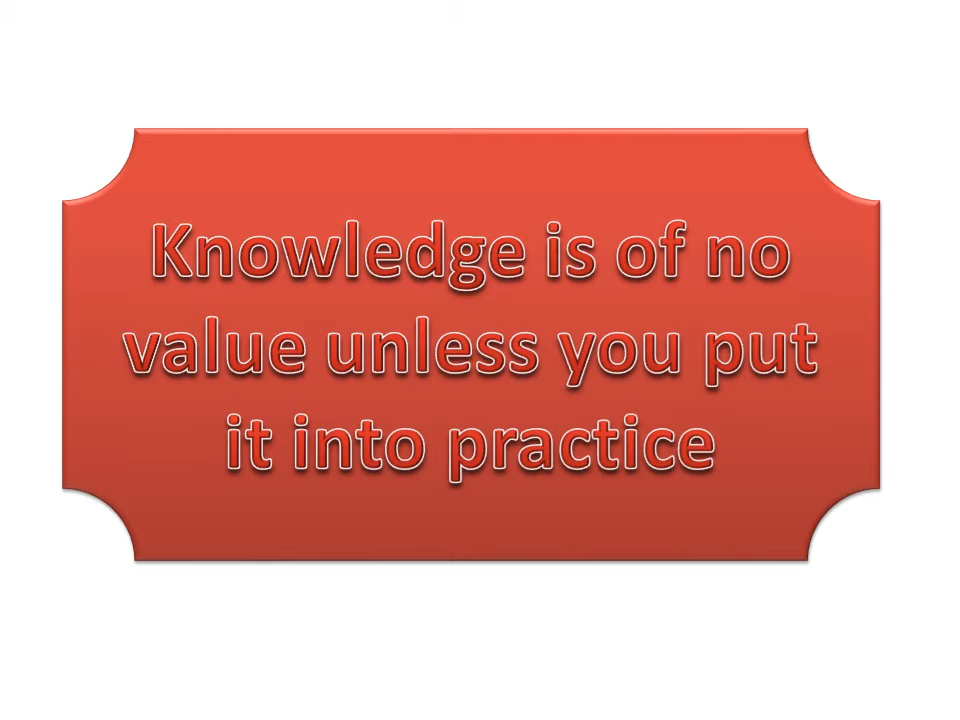 Knowledge is of no
value unless you put
it into practice